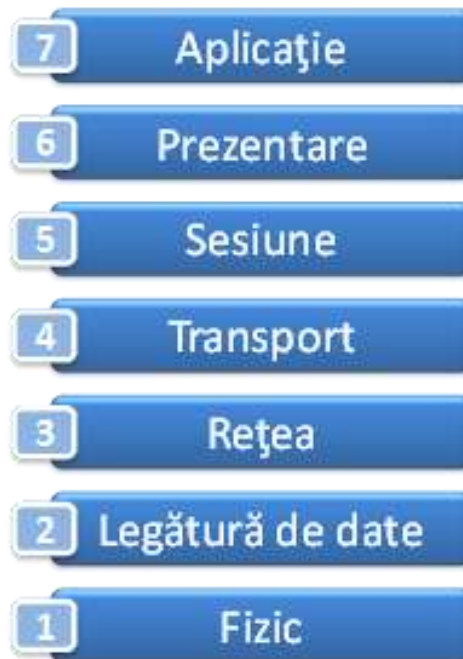 7 Aplicaţie
6 Prezentare
5 Sesiune
4 Transport
3 Reţea
2 Legătură de date
1 Fizic